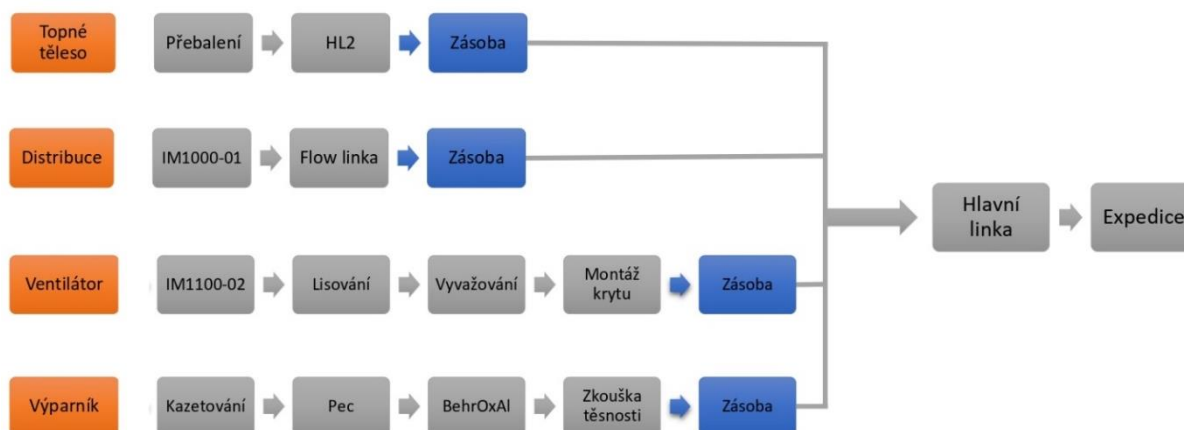 Topné
těleso
Přebalení
HL2
Zásoba
Distribuce
IM1000-01
Flow linka
Zásoba
Hlavní
linka
Expedice
Ventilátor
IM1100-02
Lisování
Vyvažování
Montáž
krytu
Zásoba
Výparník
Kazetování
Pec
BehrOxAl
Zkouška
těsnosti
Zásoba